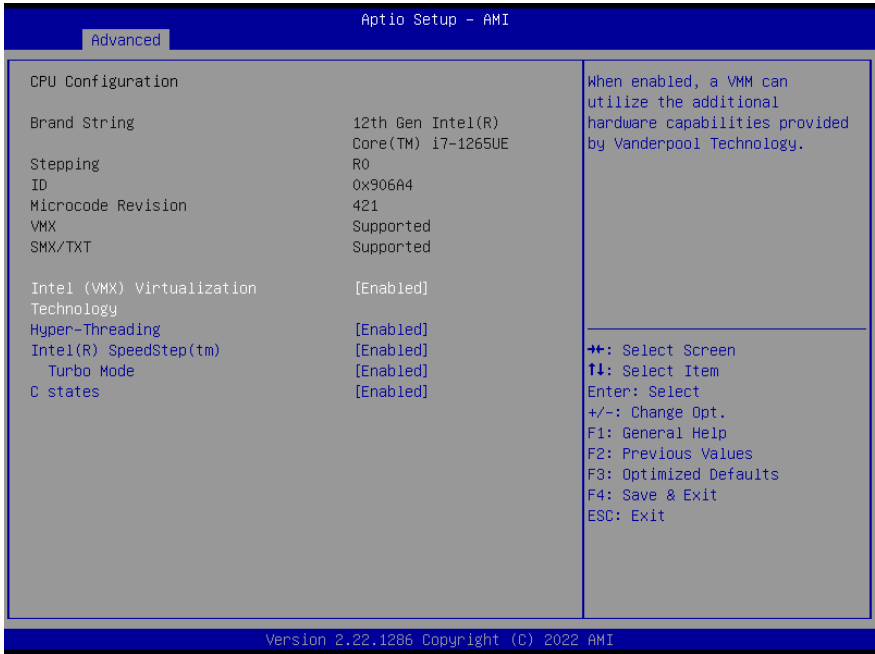 Aptio Setup – AMI
Advanced
CPU Configuration
Brand String 12th Gen Intel(R)
Core(TM) i7-1265UE
Stepping R0
ID 0x906A4
Microcode Revision 421
VMX Supported
SMX/TXT Supported
Intel (VMX) Virtualization [Enabled]
Technology
Hyper-Threading [Enabled]
Intel(R) SpeedStep(tm) [Enabled]
Turbo Mode [Enabled]
C states [Enabled]
When enabled, a VMM can
utilize the additional
hardware capabilities provided
by Vanderpool Technology.
→←: Select Screen
↑↓: Select Item
Enter: Select
+/-: Change Opt.
F1: General Help
F2: Previous Values
F3: Optimized Defaults
F4: Save & Exit
ESC: Exit
Version 2.22.1286 Copyright (C) 2022 AMI